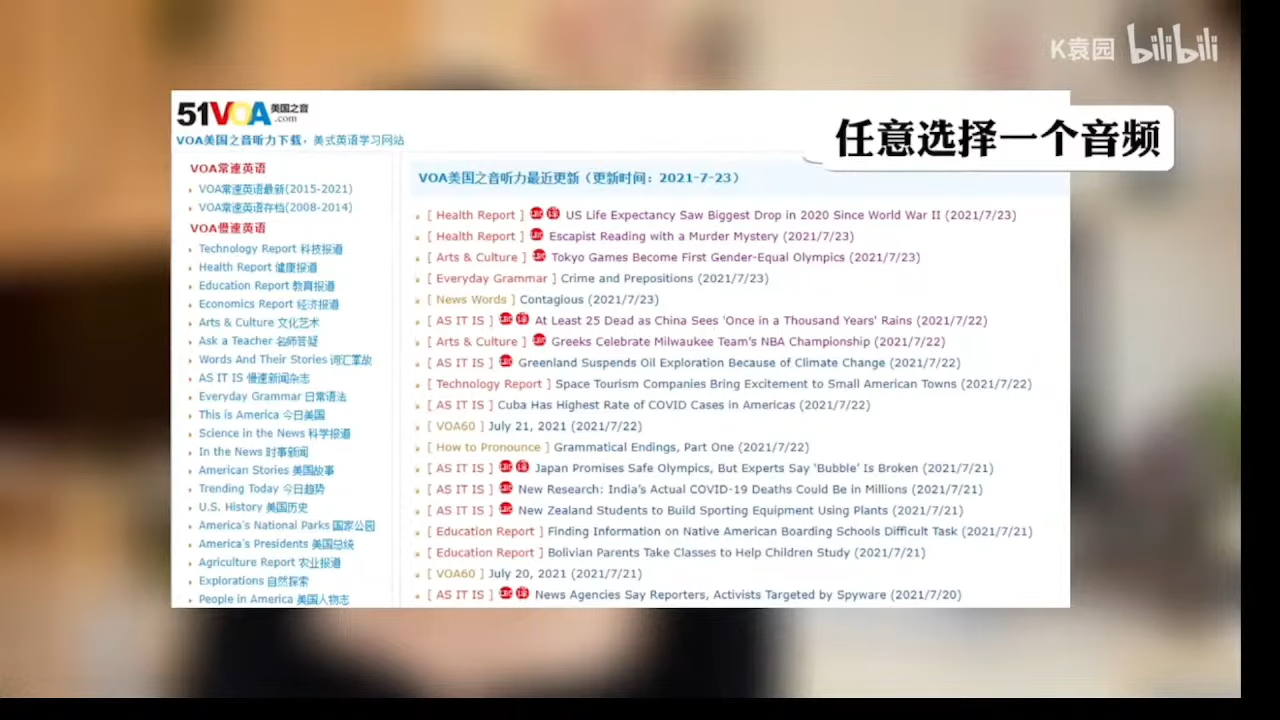 K袁园 bilibili
任意选择一个音频
51VOA美国之音
.com
VOA美国之音听力下载，美式英语学习网站
VOA常速英语
VOA常速英语最新(2015-2021)
VOA常速英语存档(2008-2014)
VOA慢速英语
Technology Report 科技报道
Health Report 健康报道
Education Report 教育报道
Economics Report 经济报道
Arts & Culture 文化艺术
Ask a Teacher 名师答疑
Words And Their Stories 词汇掌故
AS IT IS 慢速新闻杂志
Everyday Grammar 日常语法
This is America 今日美国
Science in the News 科学报道
In the News 时事新闻
American Stories 美国故事
Trending Today 今日趋势
U.S. History 美国历史
America's National Parks 国家公园
America's Presidents 美国总统
Agriculture Report 农业报道
Explorations 自然探索
People in America 美国人物志
VOA美国之音听力最近更新（更新时间：2021-7-23）
[ Health Report ] US Life Expectancy Saw Biggest Drop in 2020 Since World War II (2021/7/23)
[ Health Report ] Escapist Reading with a Murder Mystery (2021/7/23)
[ Arts & Culture ] Tokyo Games Become First Gender-Equal Olympics (2021/7/23)
[ Everyday Grammar ] Crime and Prepositions (2021/7/23)
[ News Words ] Contagious (2021/7/23)
[ AS IT IS ] At Least 25 Dead as China Sees 'Once in a Thousand Years' Rains (2021/7/22)
[ Arts & Culture ] Greeks Celebrate Milwaukee Team's NBA Championship (2021/7/22)
[ AS IT IS ] Greenland Suspends Oil Exploration Because of Climate Change (2021/7/22)
[ Technology Report ] Space Tourism Companies Bring Excitement to Small American Towns (2021/7/22)
[ AS IT IS ] Cuba Has Highest Rate of COVID Cases in Americas (2021/7/22)
[ VOA60 ] July 21, 2021 (2021/7/22)
[ How to Pronounce ] Grammatical Endings, Part One (2021/7/22)
[ AS IT IS ] Japan Promises Safe Olympics, But Experts Say 'Bubble' Is Broken (2021/7/21)
[ AS IT IS ] New Research: India's Actual COVID-19 Deaths Could Be in Millions (2021/7/21)
[ AS IT IS ] New Zealand Students to Build Sporting Equipment Using Plants (2021/7/21)
[ Education Report ] Finding Information on Native American Boarding Schools Difficult Task (2021/7/21)
[ Education Report ] Bolivian Parents Take Classes to Help Children Study (2021/7/21)
[ VOA60 ] July 20, 2021 (2021/7/21)
[ AS IT IS ] News Agencies Say Reporters, Activists Targeted by Spyware (2021/7/20)